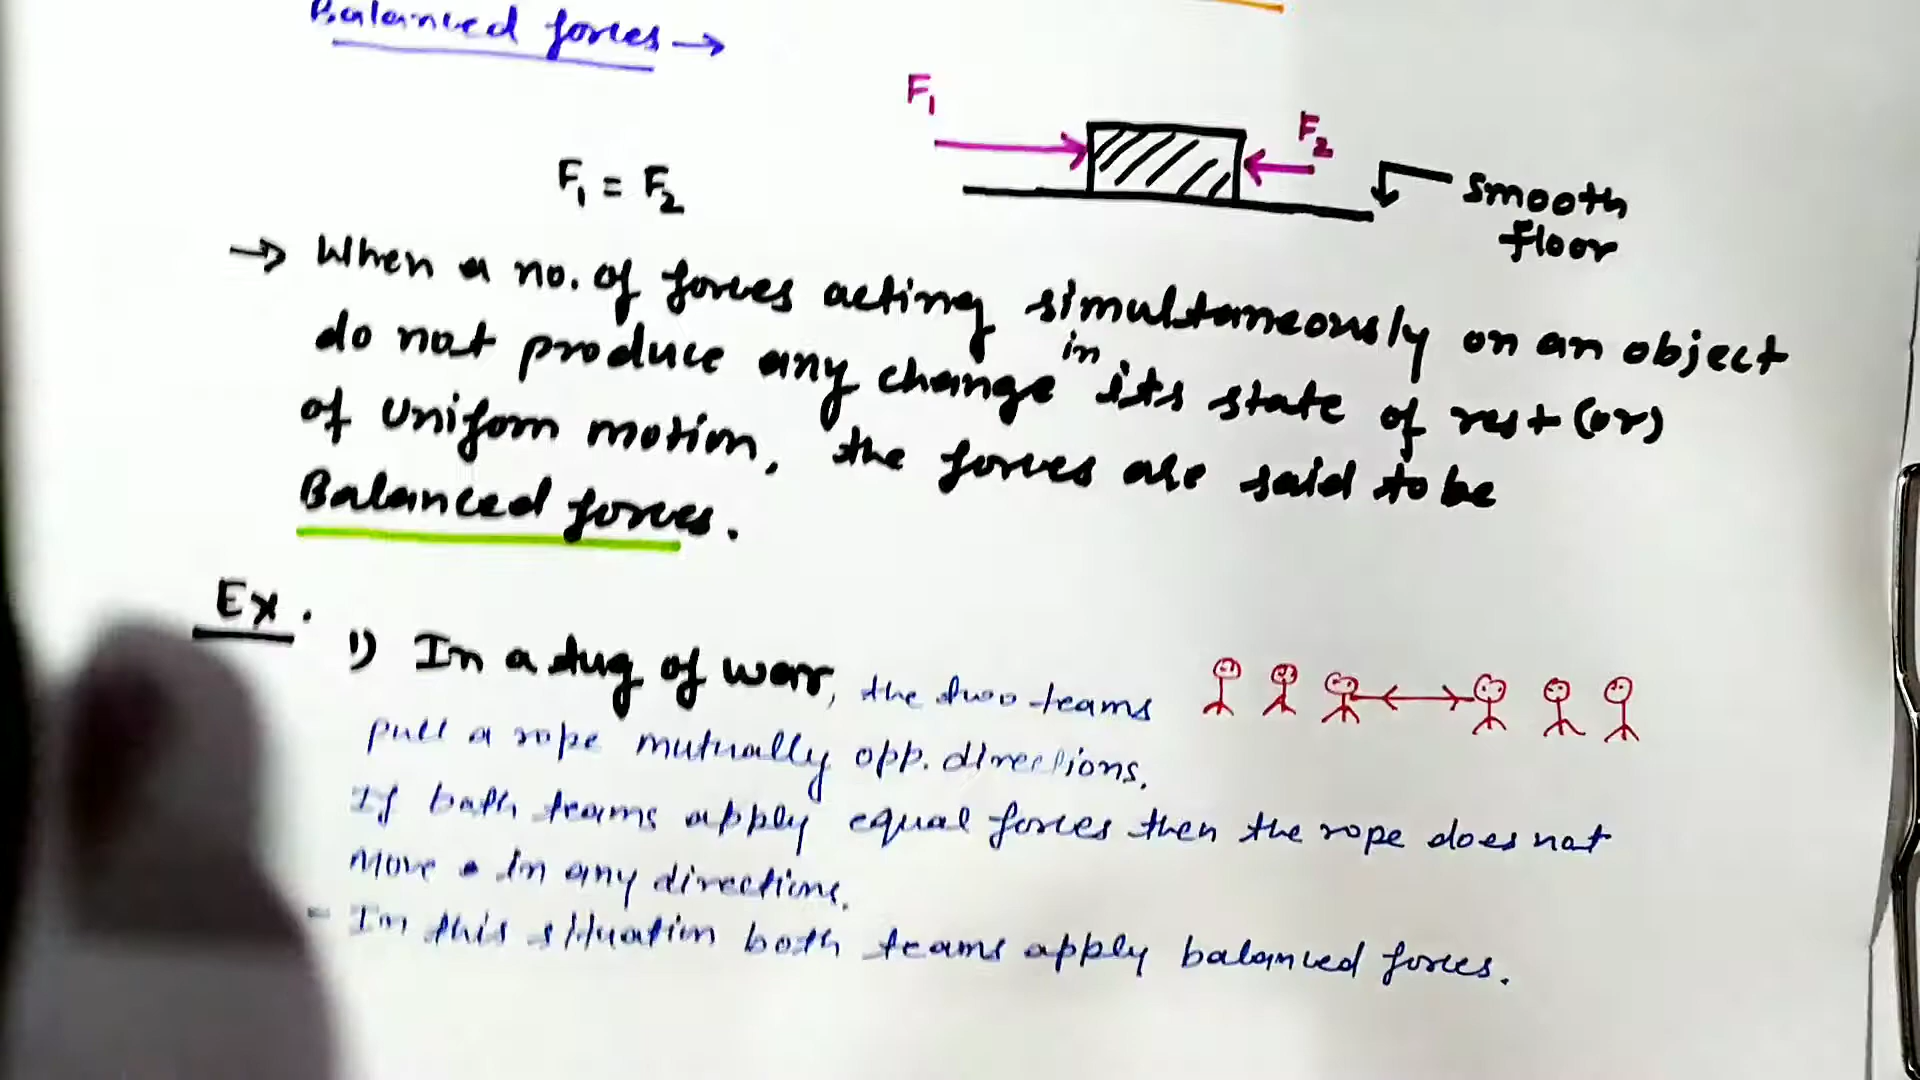 Balanced forces →
F₁
F₂
F₁ = F₂
smooth
floor
→ When a no. of forces acting simultaneously on an object
do not produce any change in its state of rest (or)
of uniform motion, the forces are said to be
Balanced forces.
Ex.
1) In a tug of war, the two teams
pull a rope mutually opp. directions.
If both teams apply equal forces then the rope does not
move in any directions.
- In this situation both teams apply balanced forces.